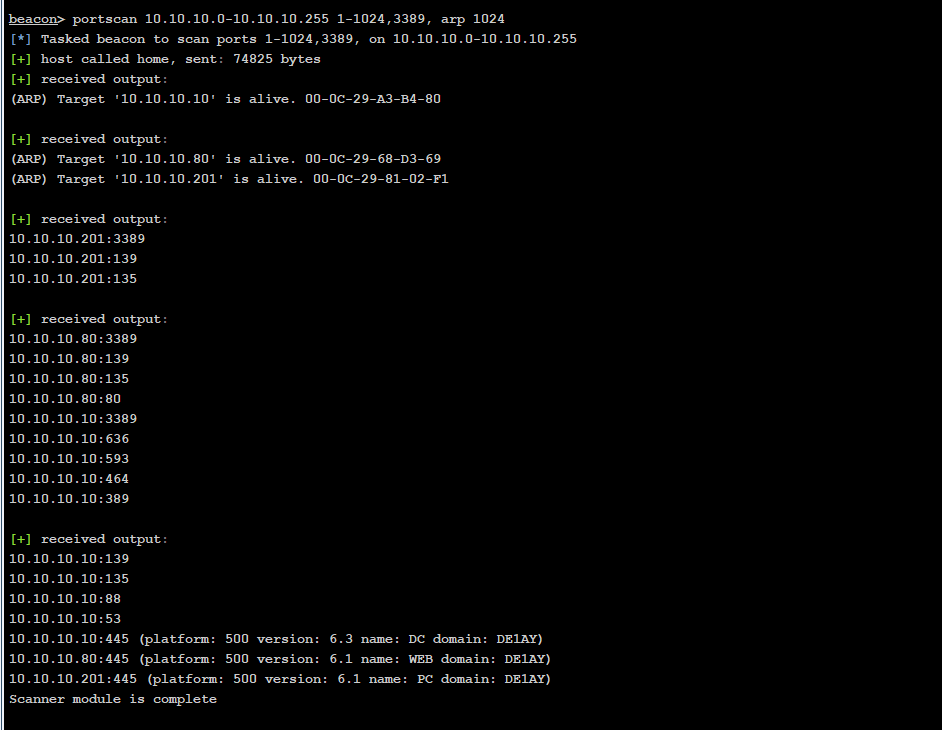 beacon> portscan 10.10.10.0-10.10.10.255 1-1024,3389, arp 1024
[*] Tasked beacon to scan ports 1-1024,3389, on 10.10.10.0-10.10.10.255
[+] host called home, sent: 74825 bytes
[+] received output:
(ARP) Target '10.10.10.10' is alive. 00-0C-29-A3-B4-80
[+] received output:
(ARP) Target '10.10.10.80' is alive. 00-0C-29-68-D3-69
(ARP) Target '10.10.10.201' is alive. 00-0C-29-81-02-F1
[+] received output:
10.10.10.201:3389
10.10.10.201:139
10.10.10.201:135
[+] received output:
10.10.10.80:3389
10.10.10.80:139
10.10.10.80:135
10.10.10.80:80
10.10.10.10:3389
10.10.10.10:636
10.10.10.10:593
10.10.10.10:464
10.10.10.10:389
[+] received output:
10.10.10.10:139
10.10.10.10:135
10.10.10.10:88
10.10.10.10:53
10.10.10.10:445 (platform: 500 version: 6.3 name: DC domain: DE1AY)
10.10.10.80:445 (platform: 500 version: 6.1 name: WEB domain: DE1AY)
10.10.10.201:445 (platform: 500 version: 6.1 name: PC domain: DE1AY)
Scanner module is complete